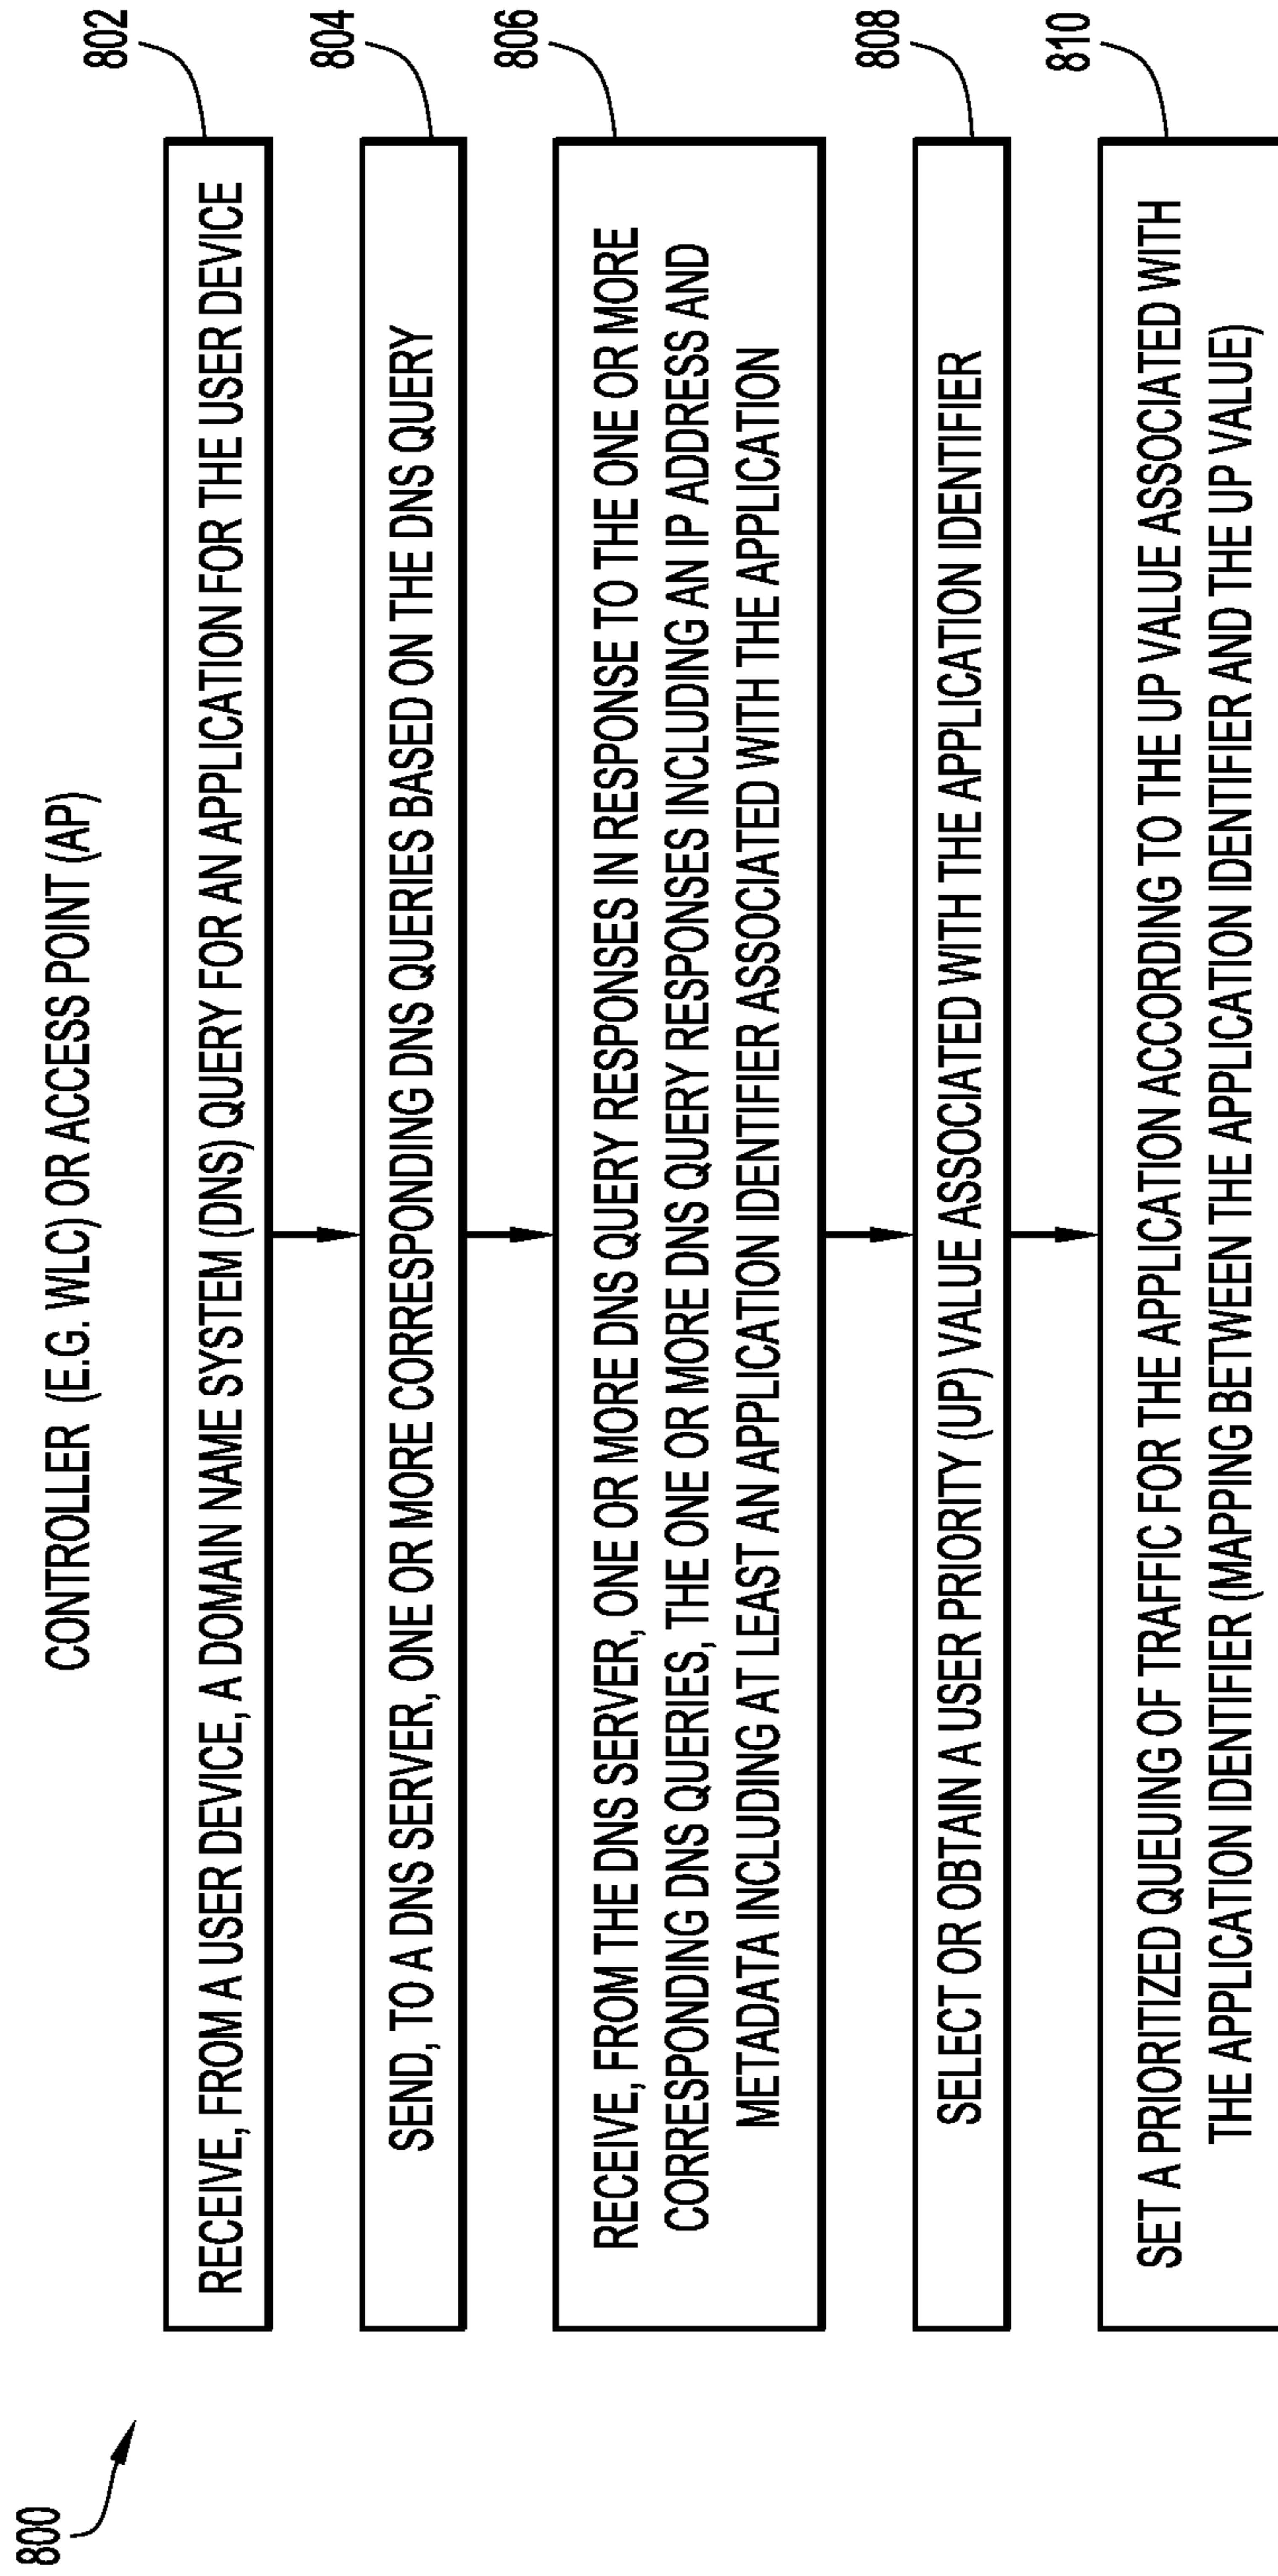 800
CONTROLLER (E.G. WLC) OR ACCESS POINT (AP)
802
RECEIVE, FROM A USER DEVICE, A DOMAIN NAME SYSTEM (DNS) QUERY FOR AN APPLICATION FOR THE USER DEVICE
804
SEND, TO A DNS SERVER, ONE OR MORE CORRESPONDING DNS QUERIES BASED ON THE DNS QUERY
806
RECEIVE, FROM THE DNS SERVER, ONE OR MORE DNS QUERY RESPONSES IN RESPONSE TO THE ONE OR MORE
CORRESPONDING DNS QUERIES, THE ONE OR MORE DNS QUERY RESPONSES INCLUDING AN IP ADDRESS AND
METADATA INCLUDING AT LEAST AN APPLICATION IDENTIFIER ASSOCIATED WITH THE APPLICATION
808
SELECT OR OBTAIN A USER PRIORITY (UP) VALUE ASSOCIATED WITH THE APPLICATION IDENTIFIER
810
SET A PRIORITIZED QUEUING OF TRAFFIC FOR THE APPLICATION ACCORDING TO THE UP VALUE ASSOCIATED WITH
THE APPLICATION IDENTIFIER (MAPPING BETWEEN THE APPLICATION IDENTIFIER AND THE UP VALUE)